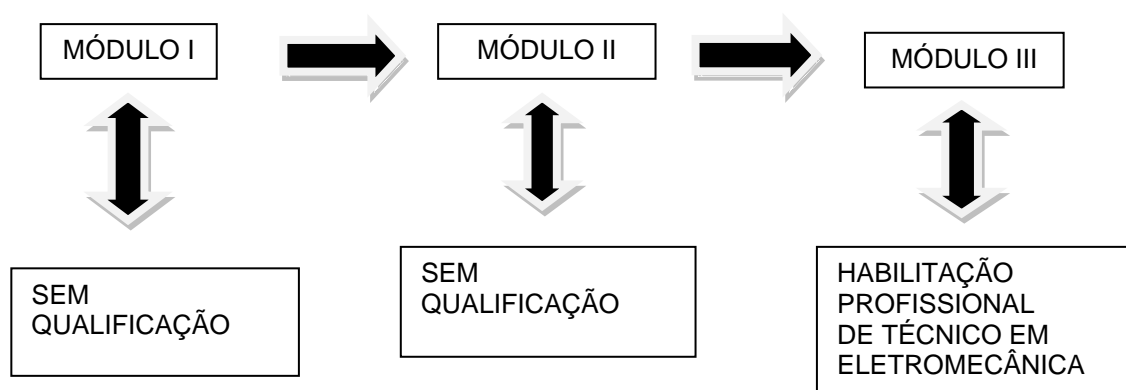 MÓDULO I
MÓDULO II
MÓDULO III
SEM
QUALIFICAÇÃO
SEM
QUALIFICAÇÃO
HABILITAÇÃO
PROFISSIONAL
DE TÉCNICO EM
ELETROMECÂNICA